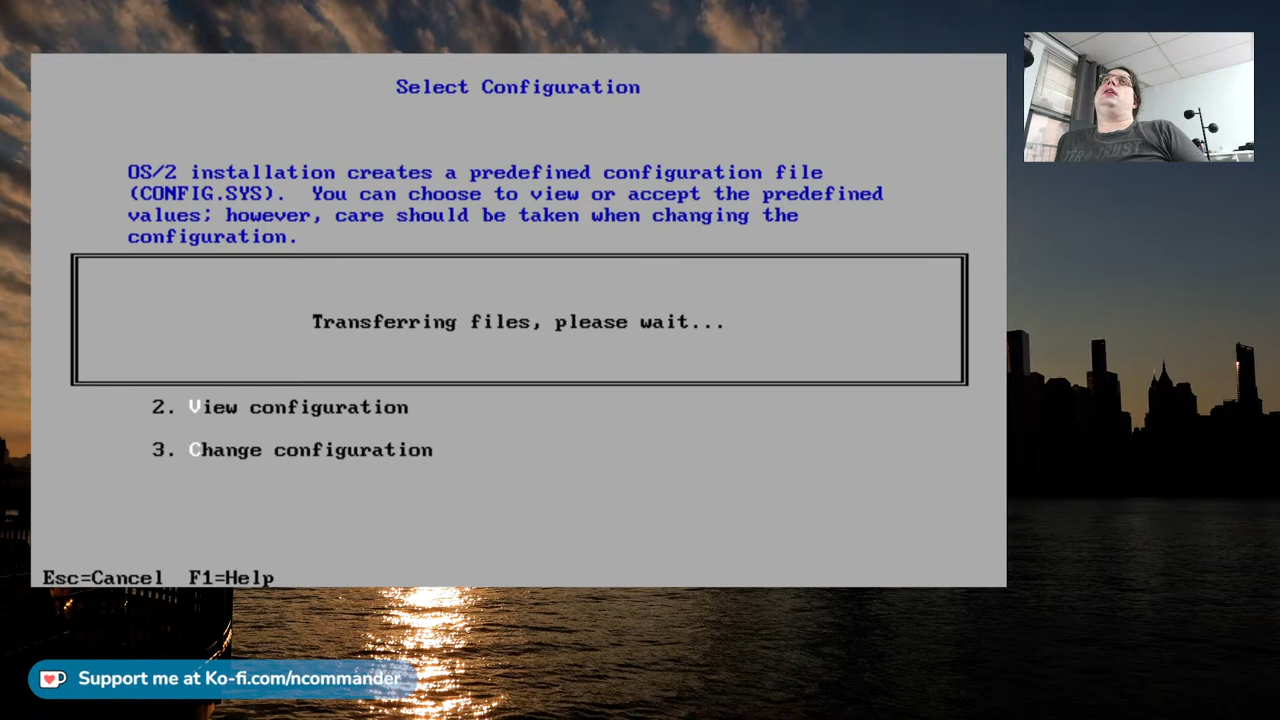 Select Configuration
OS/2 installation creates a predefined configuration file
(CONFIG.SYS).  You can choose to view or accept the predefined
values; however, care should be taken when changing the
configuration.
Transferring files, please wait...
2. View configuration
3. Change configuration
Esc=Cancel  F1=Help
Support me at Ko-fi.com/ncommander